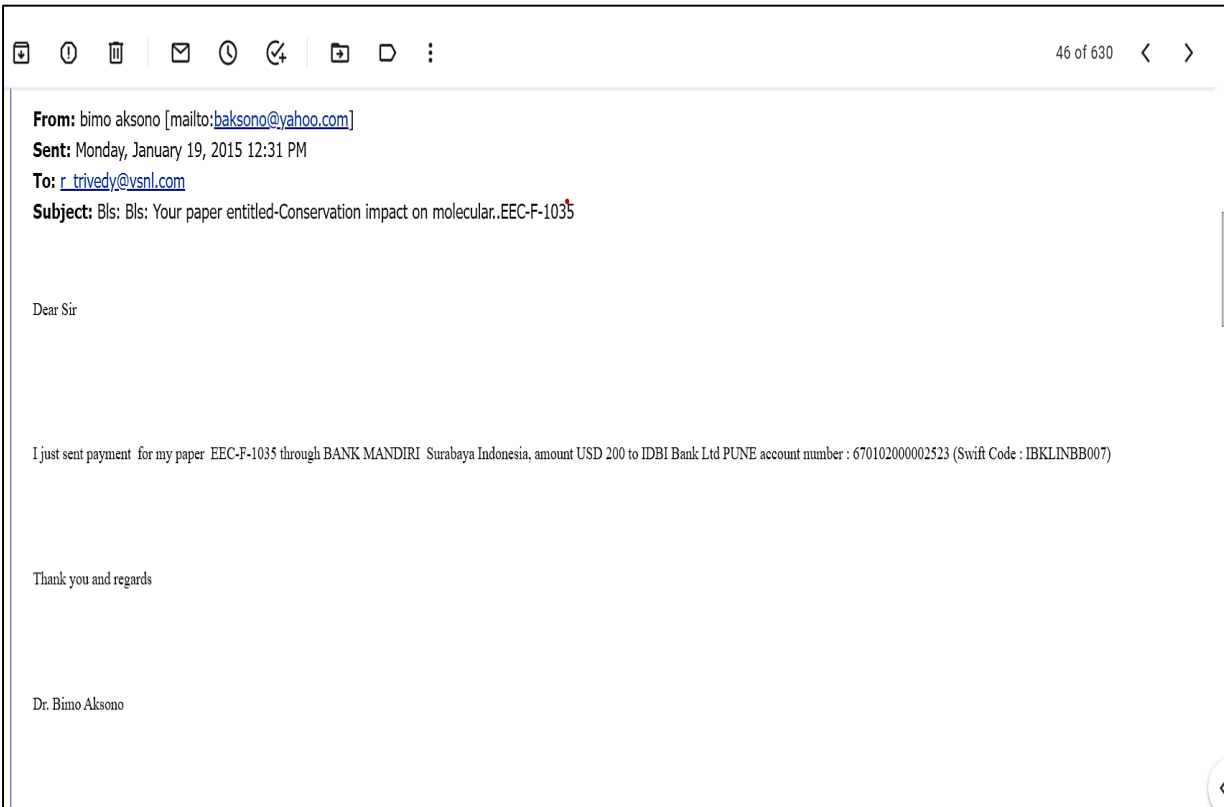 46 of 630
From: bimo aksono [mailto:baksono@yahoo.com]
Sent: Monday, January 19, 2015 12:31 PM
To: r_trivedy@vsnl.com
Subject: Bls: Bls: Your paper entitled-Conservation impact on molecular..EEC-F-1035
Dear Sir
I just sent payment for my paper EEC-F-1035 through BANK MANDIRI Surabaya Indonesia, amount USD 200 to IDBI Bank Ltd PUNE account number : 670102000002523 (Swift Code : IBKLINBB007)
Thank you and regards
Dr. Bimo Aksono